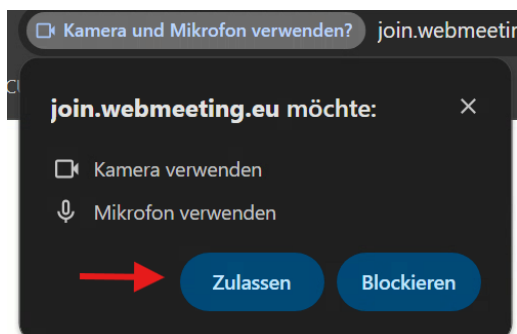 Kamera und Mikrofon verwenden? join.webmeetin
join.webmeeting.eu möchte:
Kamera verwenden
Mikrofon verwenden
Zulassen Blockieren